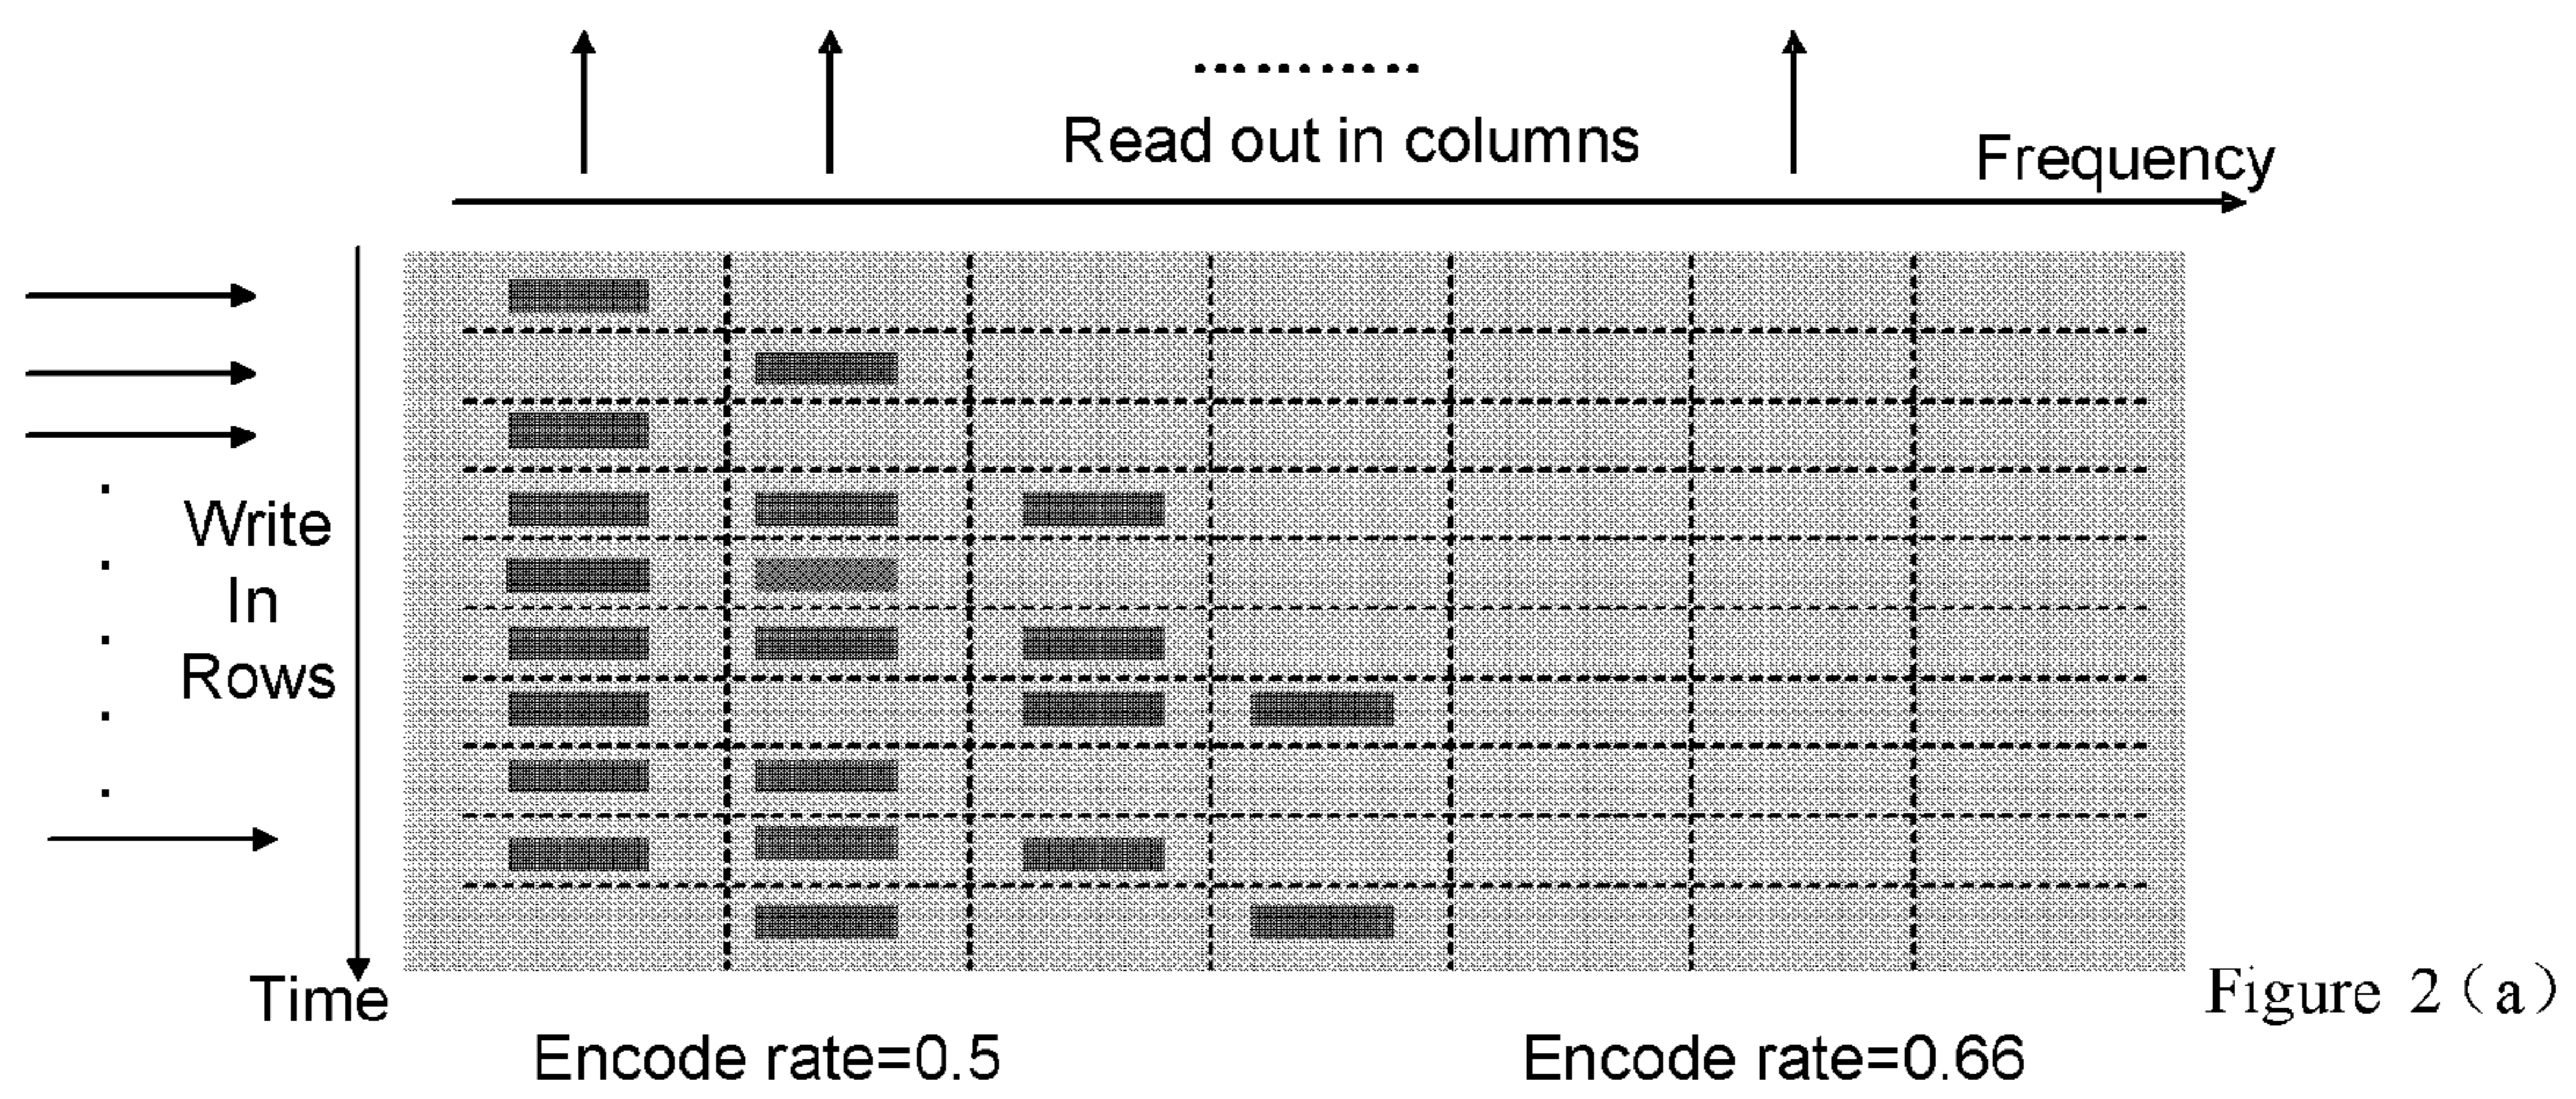 Read out in columns
Frequency
Write
In
Rows
Time
Figure 2（a）
Encode rate=0.5
Encode rate=0.66